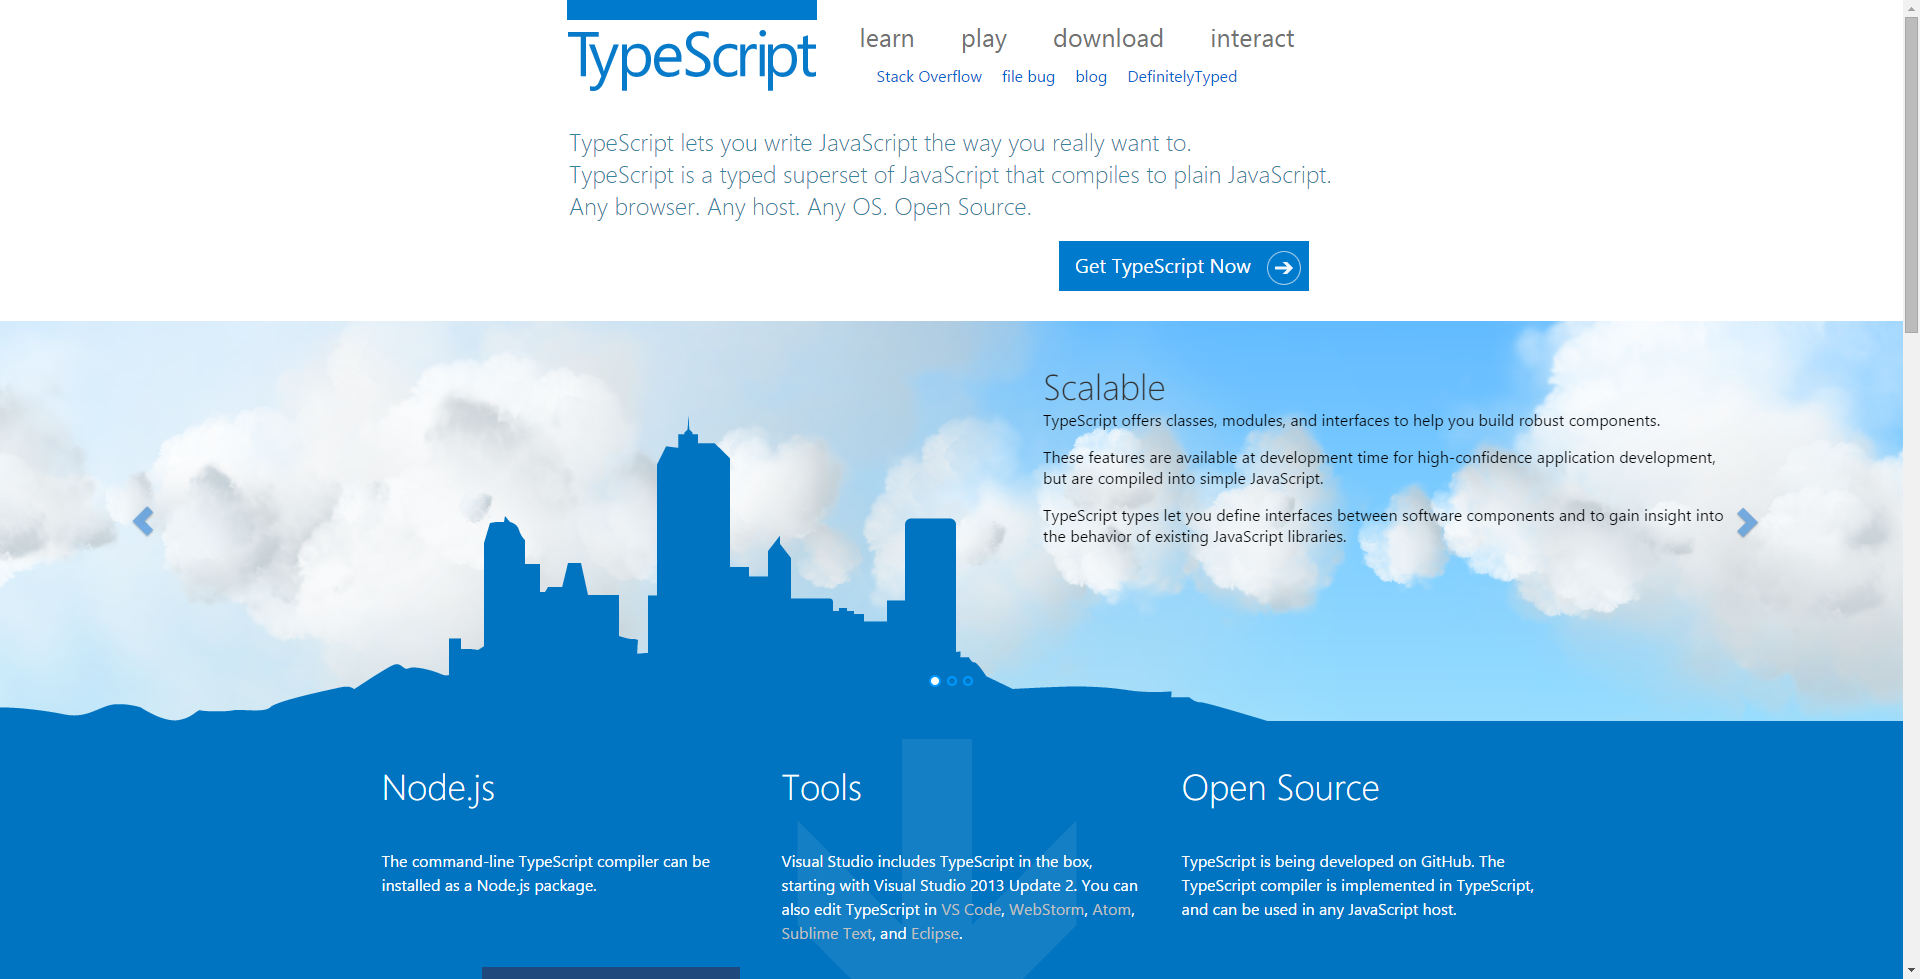 TypeScript
learn play download interact
Stack Overflow file bug blog DefinitelyTyped
TypeScript lets you write JavaScript the way you really want to.
TypeScript is a typed superset of JavaScript that compiles to plain JavaScript.
Any browser. Any host. Any OS. Open Source.
Get TypeScript Now
Scalable
TypeScript offers classes, modules, and interfaces to help you build robust components.
These features are available at development time for high-confidence application development,
but are compiled into simple JavaScript.
TypeScript types let you define interfaces between software components and to gain insight into
the behavior of existing JavaScript libraries.
Node.js
The command-line TypeScript compiler can be
installed as a Node.js package.
Tools
Visual Studio includes TypeScript in the box,
starting with Visual Studio 2013 Update 2. You can
also edit TypeScript in VS Code, WebStorm, Atom,
Sublime Text, and Eclipse.
Open Source
TypeScript is being developed on GitHub. The
TypeScript compiler is implemented in TypeScript,
and can be used in any JavaScript host.